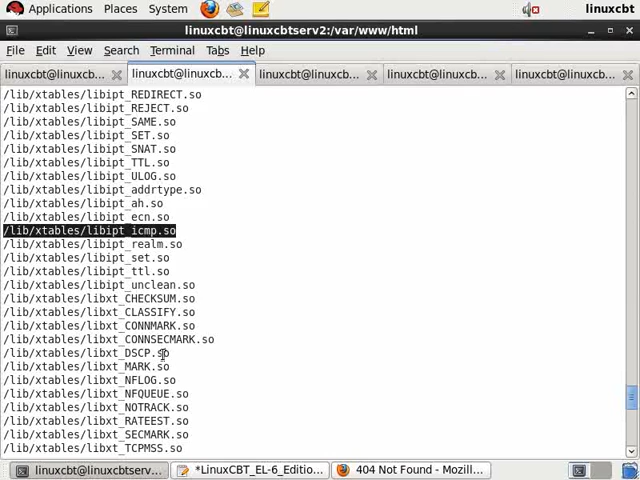 Applications Places System linuxcbt
linuxcbt@linuxcbtserv2:/var/www/html
File Edit View Search Terminal Tabs Help
linuxcbt@linuxcb... linuxcbt@linuxcb... linuxcbt@linuxcb... linuxcbt@linuxcb... linuxcbt@linuxcb...
/lib/xtables/libipt_REDIRECT.so
/lib/xtables/libipt_REJECT.so
/lib/xtables/libipt_SAME.so
/lib/xtables/libipt_SET.so
/lib/xtables/libipt_SNAT.so
/lib/xtables/libipt_TTL.so
/lib/xtables/libipt_ULOG.so
/lib/xtables/libipt_addrtype.so
/lib/xtables/libipt_ah.so
/lib/xtables/libipt_ecn.so
/lib/xtables/libipt_icmp.so
/lib/xtables/libipt_realm.so
/lib/xtables/libipt_set.so
/lib/xtables/libipt_ttl.so
/lib/xtables/libipt_unclean.so
/lib/xtables/libxt_CHECKSUM.so
/lib/xtables/libxt_CLASSIFY.so
/lib/xtables/libxt_CONNMARK.so
/lib/xtables/libxt_CONNSECMARK.so
/lib/xtables/libxt_DSCP.so
/lib/xtables/libxt_MARK.so
/lib/xtables/libxt_NFLOG.so
/lib/xtables/libxt_NFQUEUE.so
/lib/xtables/libxt_NOTRACK.so
/lib/xtables/libxt_RATEEST.so
/lib/xtables/libxt_SECMARK.so
/lib/xtables/libxt_TCPMSS.so
linuxcbt@linuxcbtserv... *LinuxCBT_EL-6_Editio... 404 Not Found - Mozill...